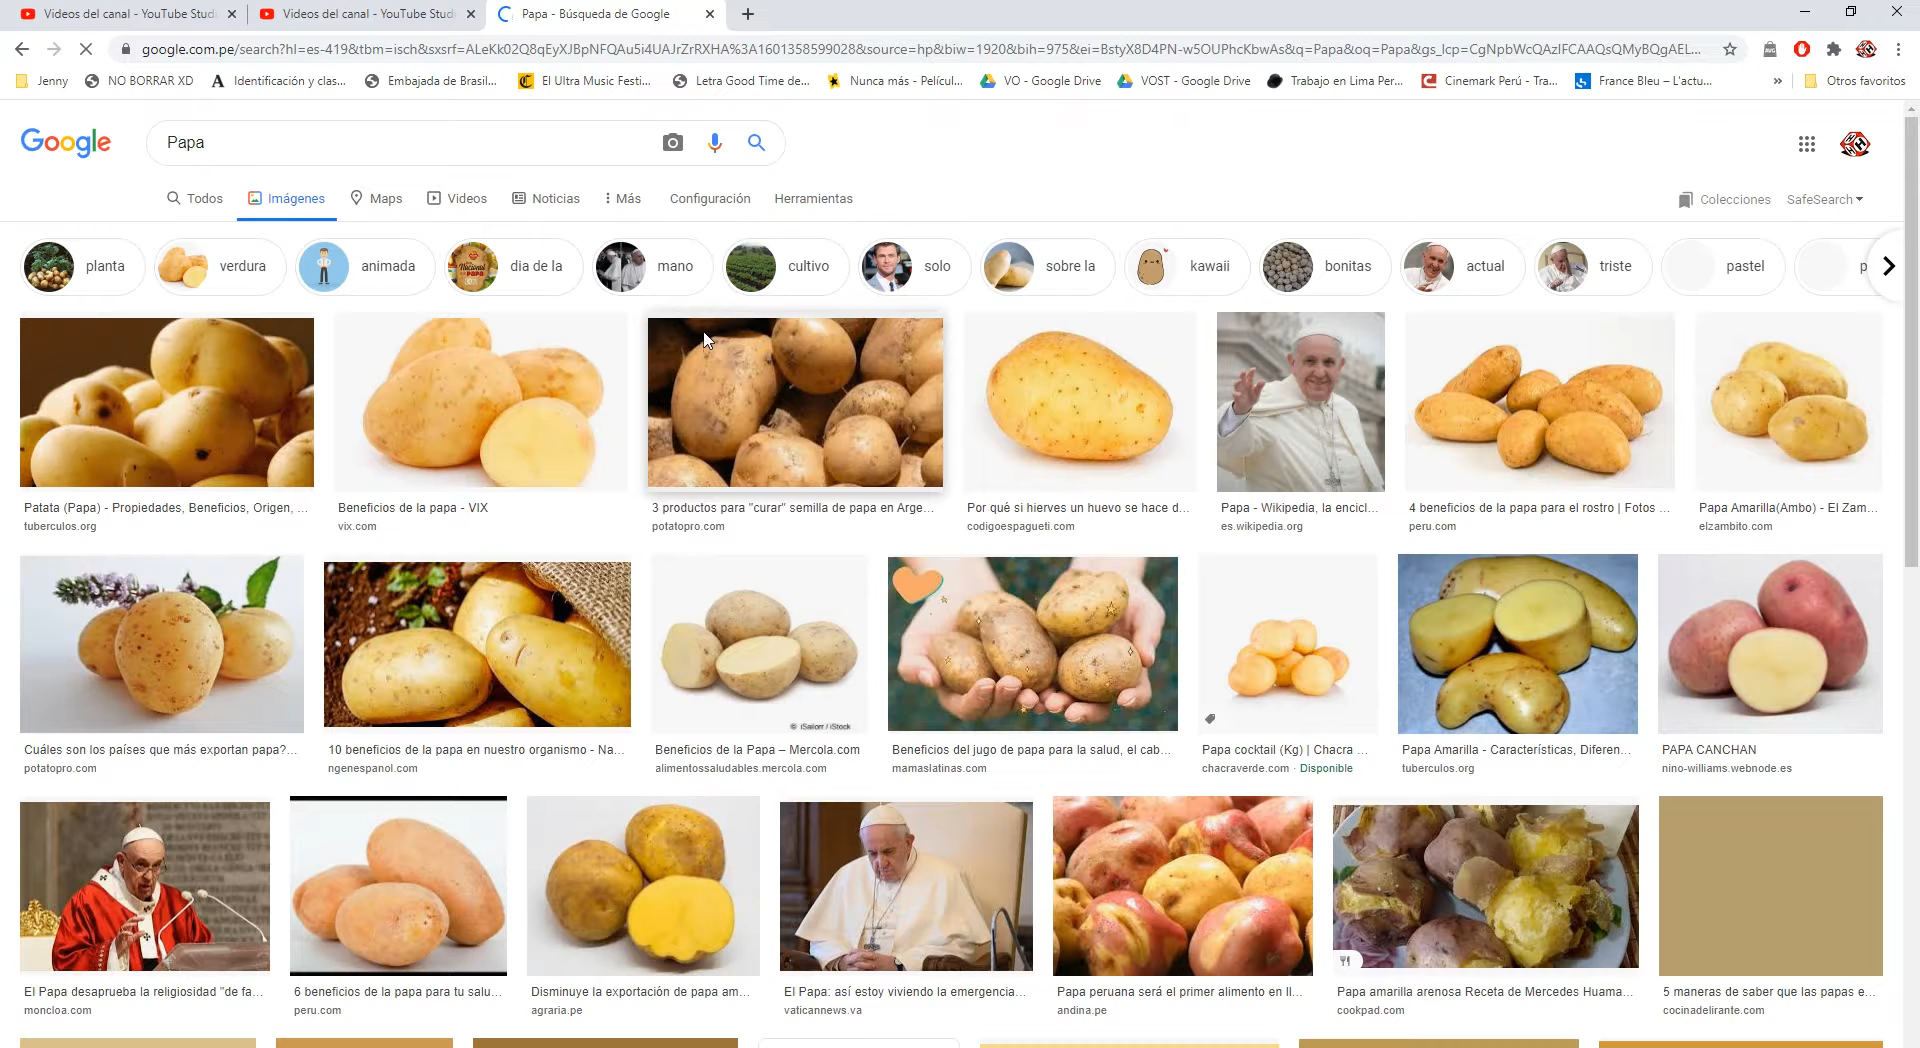 Videos del canal - YouTube Stud
Videos del canal - YouTube Stud
Papa - Búsqueda de Google
google.com.pe/search?hl=es-419&tbm=isch&sxsrf=ALeKk02Q8qEyXJBpNFQAu5i4UAJrZrRXHA%3A1601358599028&source=hp&biw=1920&bih=975&ei=BstyX8D4PN-w5OUPhcKbwAs&q=Papa&oq=Papa&gs_lcp=CgNpbWcQAzIFCAAQsQMyBQgAEL...
Jenny
NO BORRAR XD
Identificación y clas...
Embajada de Brasil...
El Ultra Music Festi...
Letra Good Time de...
Nunca más - Películ...
VO - Google Drive
VOST - Google Drive
Trabajo en Lima Per...
Cinemark Perú - Tra...
France Bleu – L'actu...
»
Otros favoritos
Google
Papa
Todos
Imágenes
Maps
Videos
Noticias
Más
Configuración
Herramientas
Colecciones
SafeSearch
planta
verdura
animada
dia de la
mano
cultivo
solo
sobre la
kawaii
bonitas
actual
triste
pastel
p
Patata (Papa) - Propiedades, Beneficios, Origen, ...
tuberculos.org
Beneficios de la papa - VIX
vix.com
3 productos para "curar" semilla de papa en Arge...
potatopro.com
Por qué si hierves un huevo se hace d...
codigoespagueti.com
Papa - Wikipedia, la encicl...
es.wikipedia.org
4 beneficios de la papa para el rostro | Fotos ...
peru.com
Papa Amarilla(Ambo) - El Zam...
elzambito.com
© iSailorr / iStock
Cuáles son los países que más exportan papa?...
potatopro.com
10 beneficios de la papa en nuestro organismo - Na...
ngenespanol.com
Beneficios de la Papa – Mercola.com
alimentossaludables.mercola.com
Beneficios del jugo de papa para la salud, el cab...
mamaslatinas.com
Papa cocktail (Kg) | Chacra ...
chacraverde.com · Disponible
Papa Amarilla - Características, Diferen...
tuberculos.org
PAPA CANCHAN
nino-williams.webnode.es
El Papa desaprueba la religiosidad "de fa...
moncloa.com
6 beneficios de la papa para tu salu...
peru.com
Disminuye la exportación de papa am...
agraria.pe
El Papa: así estoy viviendo la emergencia...
vaticannews.va
Papa peruana será el primer alimento en ll...
andina.pe
Papa amarilla arenosa Receta de Mercedes Huama...
cookpad.com
5 maneras de saber que las papas e...
cocinadelirante.com